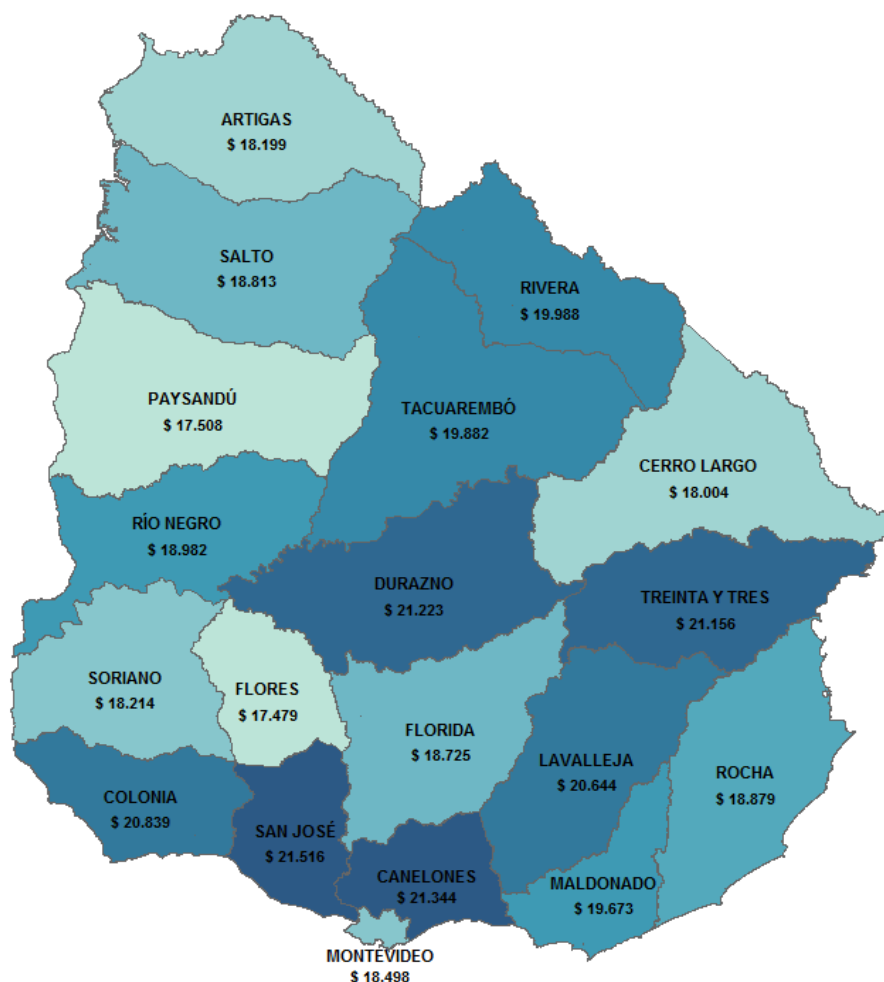 ARTIGAS
$ 18.199
SALTO
$ 18.813
RIVERA
$ 19.988
PAYSANDÚ
$ 17.508
TACUAREMBÓ
$ 19.882
CERRO LARGO
$ 18.004
RÍO NEGRO
$ 18.982
DURAZNO
$ 21.223
TREINTA Y TRES
$ 21.156
SORIANO
$ 18.214
FLORES
$ 17.479
FLORIDA
$ 18.725
LAVALLEJA
$ 20.644
ROCHA
$ 18.879
COLONIA
$ 20.839
SAN JOSÉ
$ 21.516
CANELONES
$ 21.344
MALDONADO
$ 19.673
MONTEVIDEO
$ 18.498